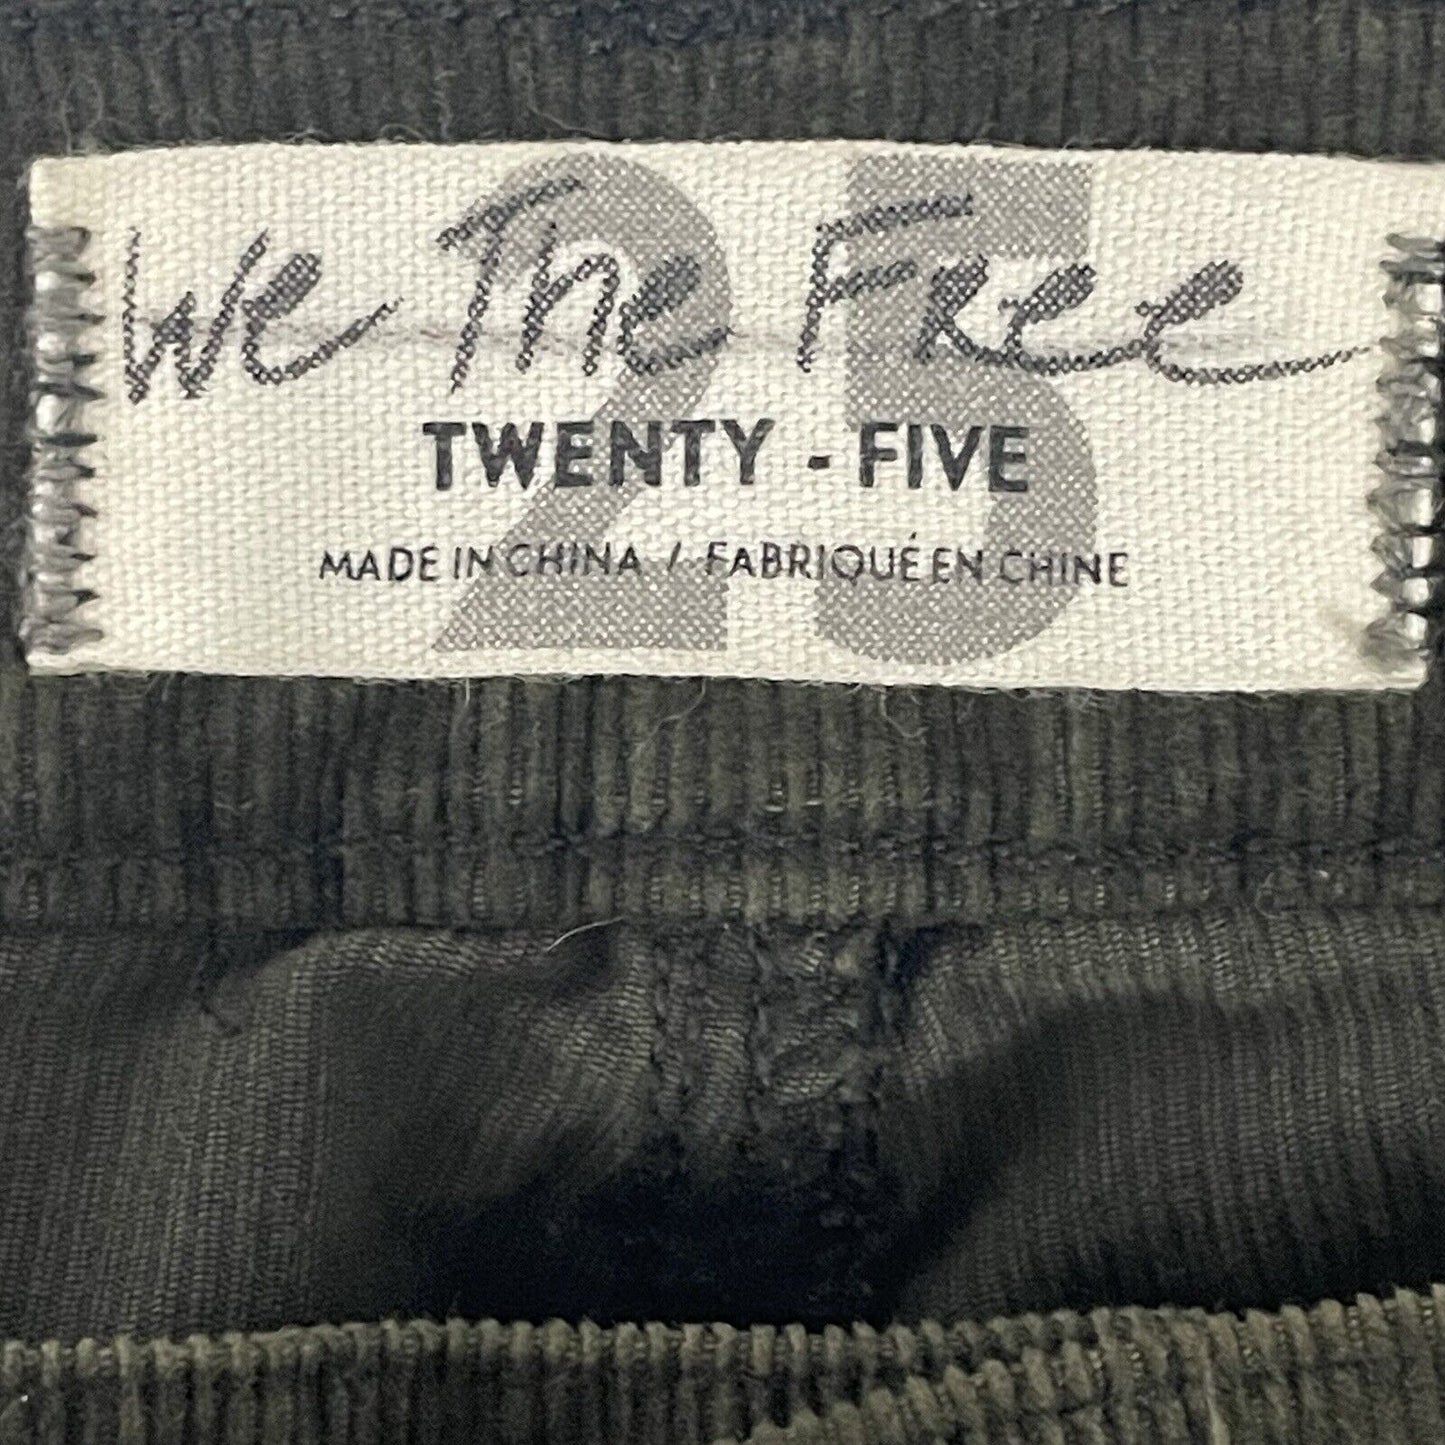 We The Free
25
TWENTY - FIVE
MADE IN CHINA / FABRIQUÉ EN CHINE